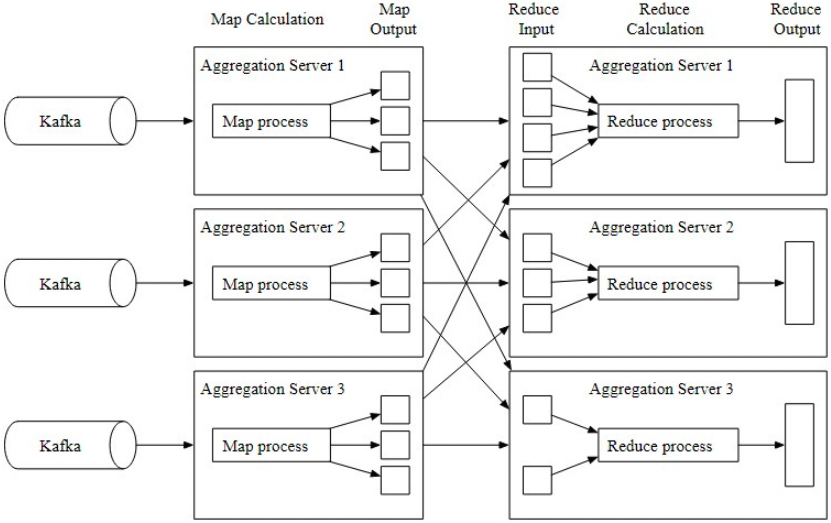 Map Calculation
Map
Output
Reduce
Input
Reduce
Calculation
Reduce
Output
Aggregation Server 1
Kafka
Map process
Aggregation Server 1
Reduce process
Aggregation Server 2
Kafka
Map process
Aggregation Server 2
Reduce process
Aggregation Server 3
Kafka
Map process
Aggregation Server 3
Reduce process